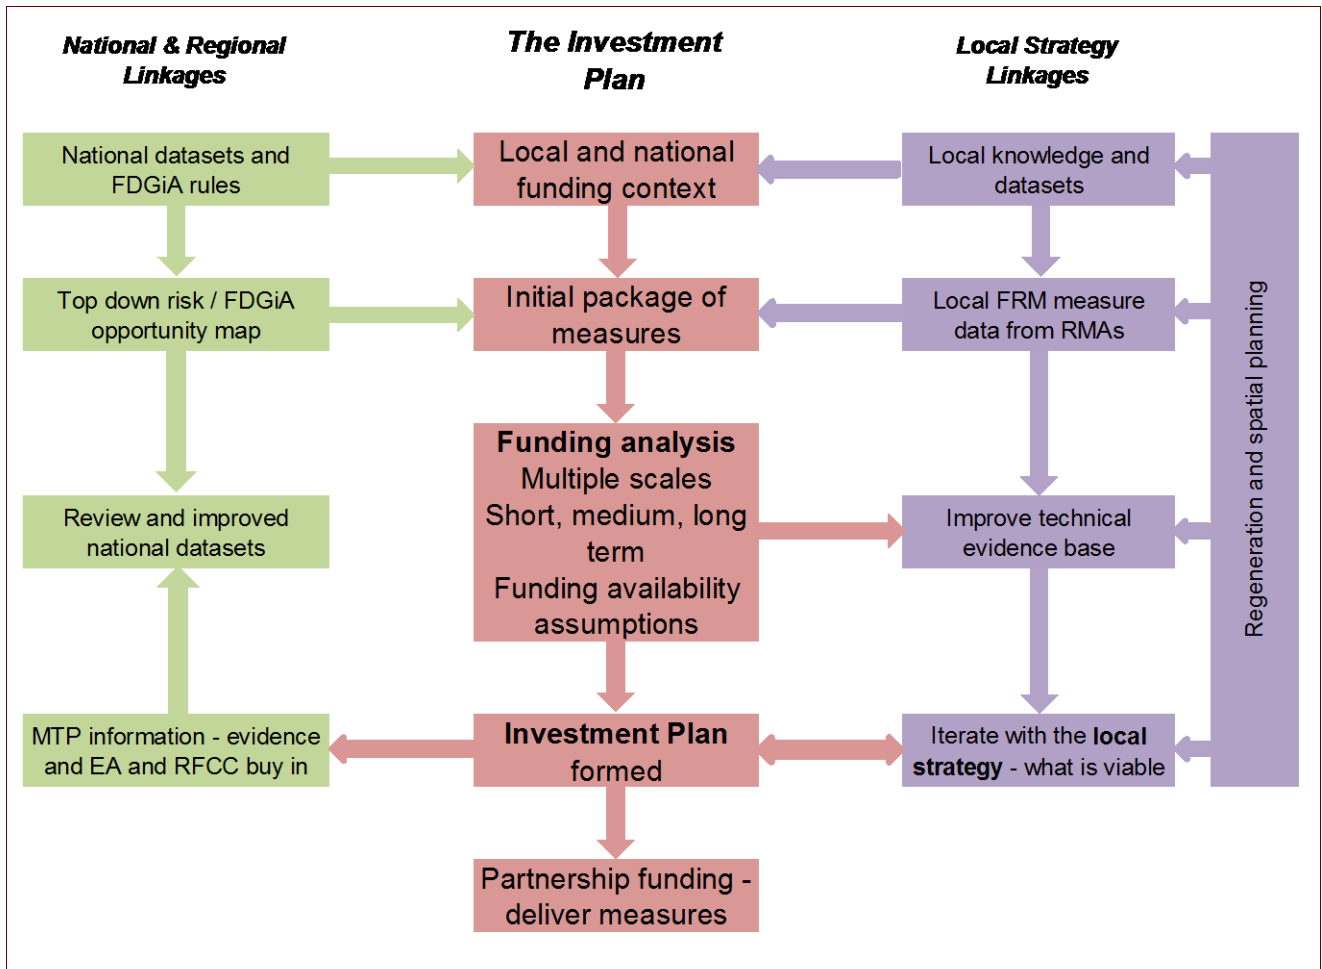 National & Regional
Linkages
The Investment
Plan
Local Strategy
Linkages
National datasets and
FDGiA rules
Local and national
funding context
Local knowledge and
datasets
Top down risk / FDGiA
opportunity map
Initial package of
measures
Local FRM measure
data from RMAs
Funding analysis
Multiple scales
Short, medium, long
term
Funding availability
assumptions
Review and improved
national datasets
Improve technical
evidence base
MTP information - evidence
and EA and RFCC buy in
Investment Plan
formed
Iterate with the local
strategy - what is viable
Partnership funding -
deliver measures
Regeneration and spatial planning